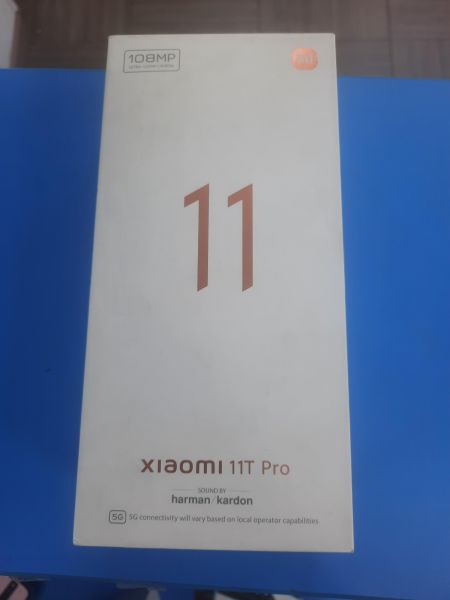 108MP
mi
11
xiaomi 11T Pro
SOUND BY
harman/kardon
5G 5G connectivity will vary based on local operator capabilities